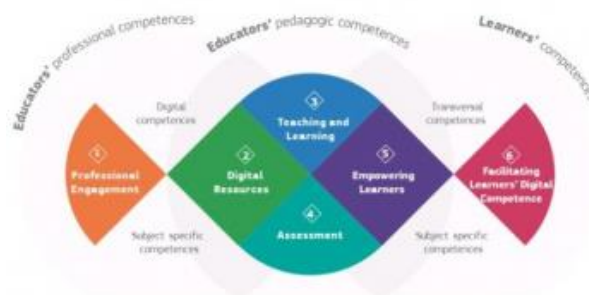 Educators' professional competences
Educators' pedagogic competences
Learners' competences
Digital
competences
Transversal
competences
1
Professional
Engagement
2
Digital
Resources
3
Teaching and
Learning
4
Assessment
5
Empowering
Learners
6
Facilitating
Learners' Digital
Competence
Subject specific
competences
Subject specific
competences